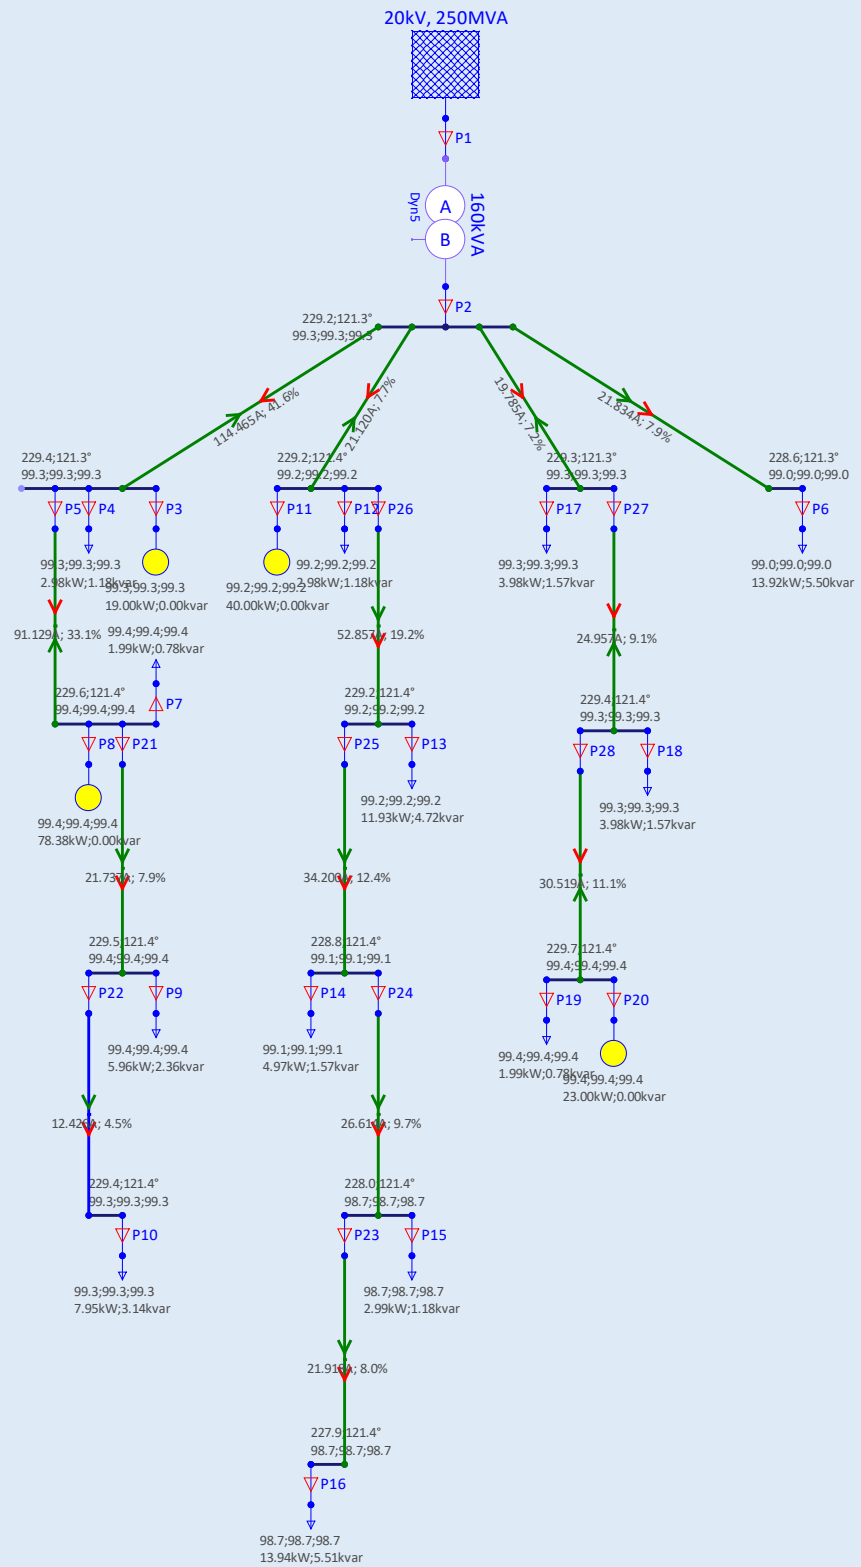 20kV, 250MVA
P1
A
B
Dyn5
160kVA
P2
229.2;121.3°
99.3;99.3;99.3
114.465A; 41.6%
21.120A; 7.7%
19.785A; 7.2%
21.834A; 7.9%
229.4;121.3°
99.3;99.3;99.3
229.2;121.4°
99.2;99.2;99.2
229.3;121.3°
99.3;99.3;99.3
228.6;121.3°
99.0;99.0;99.0
P5
P4
P3
P11
P12
P26
P17
P27
P6
99.3;99.3;99.3
2.98kW;1.18kvar
99.3;99.3;99.3
19.00kW;0.00kvar
99.2;99.2;99.2
40.00kW;0.00kvar
99.2;99.2;99.2
2.98kW;1.18kvar
99.3;99.3;99.3
3.98kW;1.57kvar
99.0;99.0;99.0
13.92kW;5.50kvar
91.129A; 33.1%
99.4;99.4;99.4
1.99kW;0.78kvar
52.857A; 19.2%
24.957A; 9.1%
229.6;121.4°
99.4;99.4;99.4
P7
229.2;121.4°
99.2;99.2;99.2
229.4;121.4°
99.3;99.3;99.3
P8
P21
P25
P13
P28
P18
99.4;99.4;99.4
78.38kW;0.00kvar
99.2;99.2;99.2
11.93kW;4.72kvar
99.3;99.3;99.3
3.98kW;1.57kvar
21.737A; 7.9%
34.200A; 12.4%
30.519A; 11.1%
229.5;121.4°
99.4;99.4;99.4
228.8;121.4°
99.1;99.1;99.1
229.7;121.4°
99.4;99.4;99.4
P22
P9
P14
P24
P19
P20
99.4;99.4;99.4
5.96kW;2.36kvar
99.1;99.1;99.1
4.97kW;1.57kvar
99.4;99.4;99.4
1.99kW;0.78kvar
99.4;99.4;99.4
23.00kW;0.00kvar
4.5%
9.7%
229.4;121.4°
99.3;99.3;99.3
228.0;121.4°
98.7;98.7;98.7
P10
P23
P15
99.3;99.3;99.3
7.95kW;3.14kvar
98.7;98.7;98.7
2.99kW;1.18kvar
8.0%
227.9;121.4°
98.7;98.7;98.7
P16
98.7;98.7;98.7
13.94kW;5.51kvar